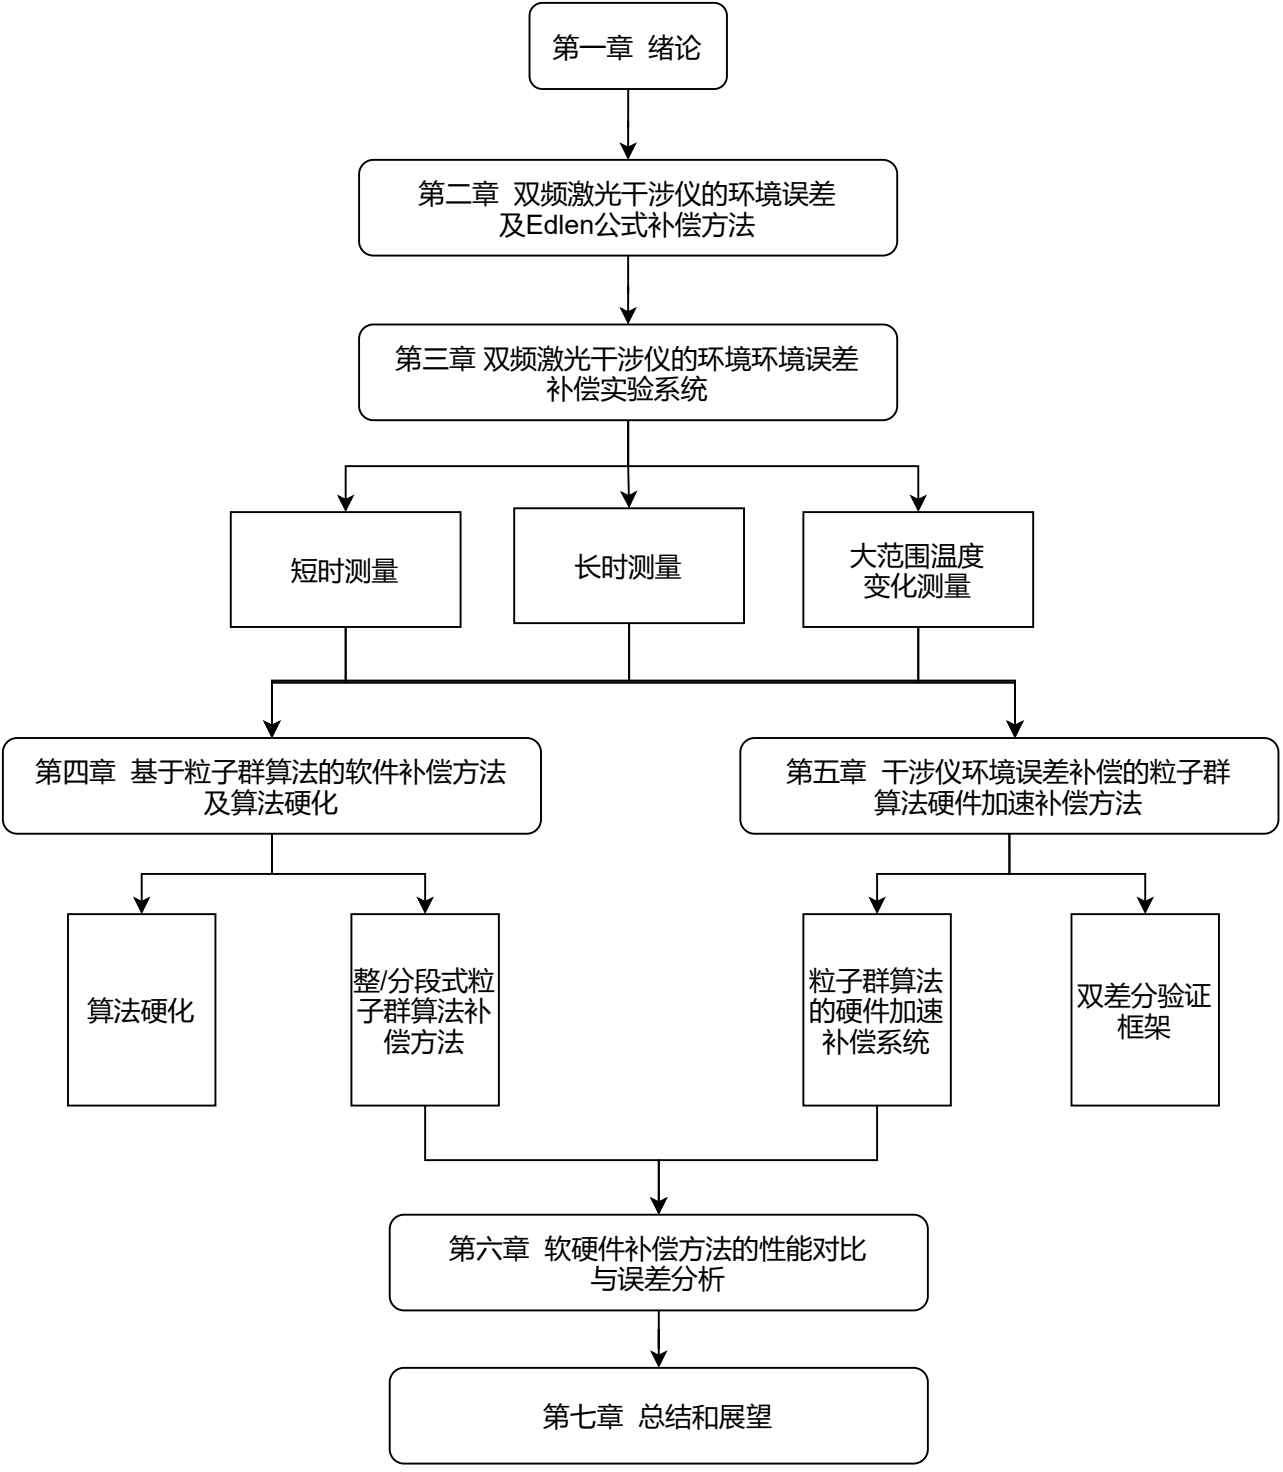 第一章 绪论
第二章 双频激光干涉仪的环境误差
及Edlen公式补偿方法
第三章 双频激光干涉仪的环境环境误差
补偿实验系统
短时测量
长时测量
大范围温度
变化测量
第四章 基于粒子群算法的软件补偿方法
及算法硬化
第五章 干涉仪环境误差补偿的粒子群
算法硬件加速补偿方法
算法硬化
整/分段式粒
子群算法补
偿方法
粒子群算法
的硬件加速
补偿系统
双差分验证
框架
第六章 软硬件补偿方法的性能对比
与误差分析
第七章 总结和展望